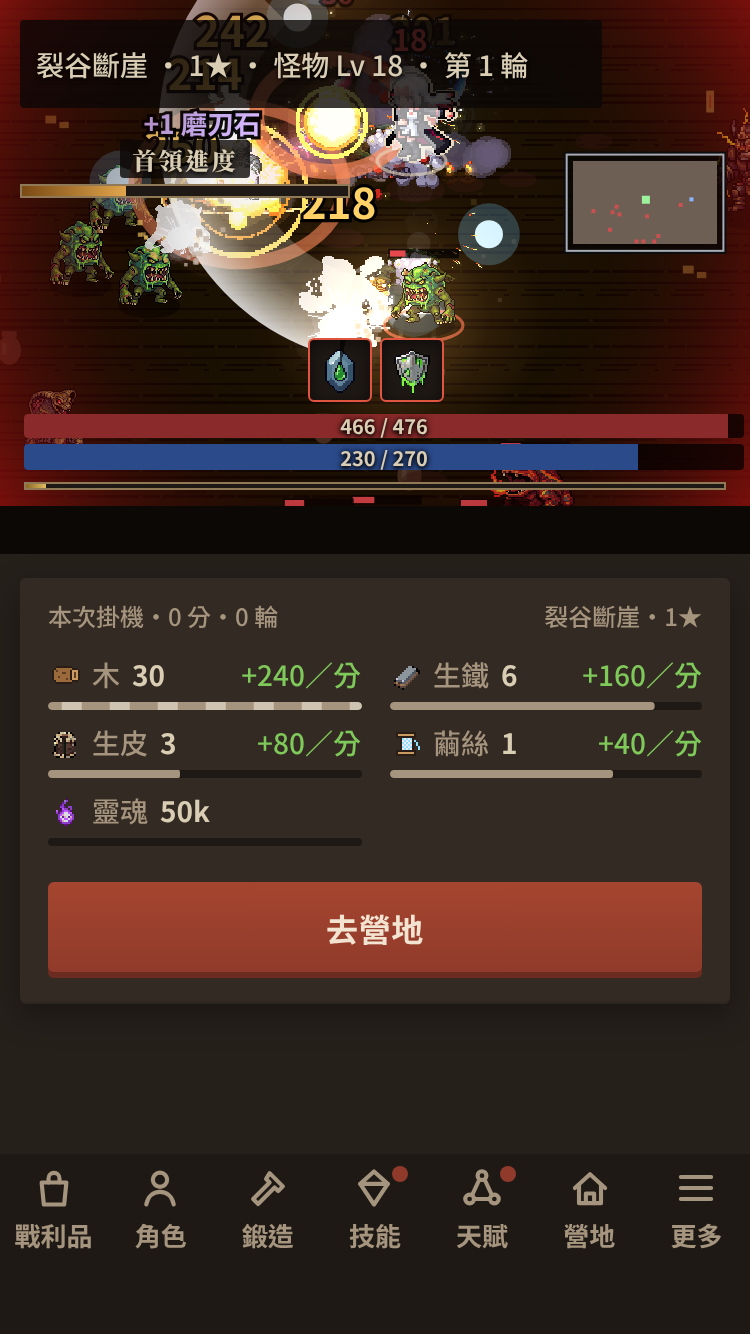 242
18
裂谷斷崖 · 1★ · 怪物 Lv 18 · 第 1 輪
214
+1 磨刀石
首領進度
218
466 / 476
230 / 270
本次掛機・0 分・0 輪
裂谷斷崖・1★
木 30 +240／分
生鐵 6 +160／分
生皮 3 +80／分
繭絲 1 +40／分
靈魂 50k
去營地
戰利品
角色
鍛造
技能
天賦
營地
更多